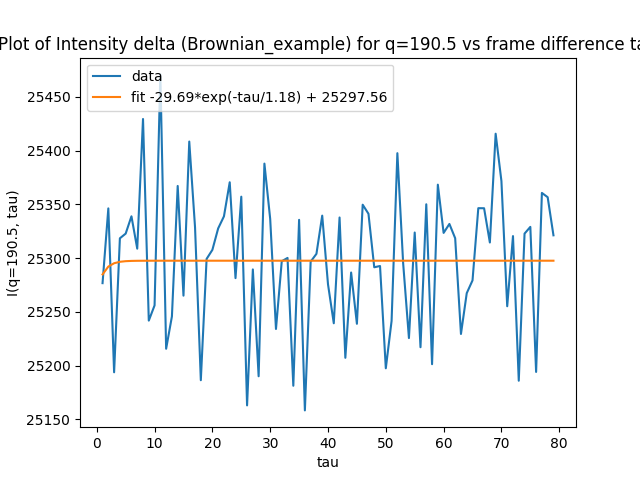 Plot of Intensity delta (Brownian_example) for q=190.5 vs frame difference ta
data
fit -29.69*exp(-tau/1.18) + 25297.56
I(q=190.5, tau)
25450
25400
25350
25300
25250
25200
25150
0 10 20 30 40 50 60 70 80
tau